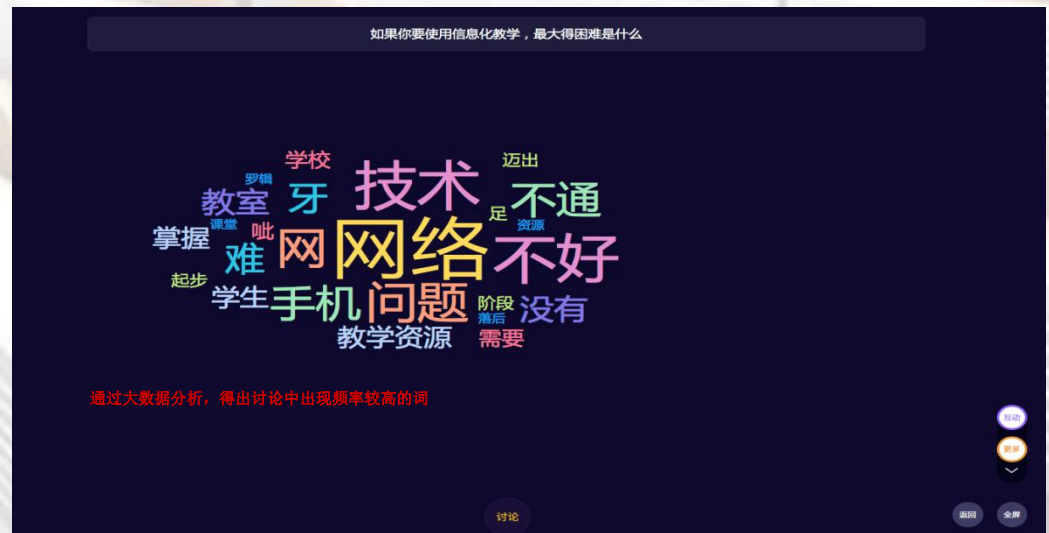 如果你要使用信息化教学，最大得困难是什么
学校
技术
迈出
罗辑
教室
牙
足
不通
课堂
呲
资源
掌握
难
网
网络
不好
起步
学生
手机
问题
阶段
落后
没有
教学资源
需要
通过大数据分析，得出讨论中出现频率较高的词
互动
更多
讨论
返回
全屏